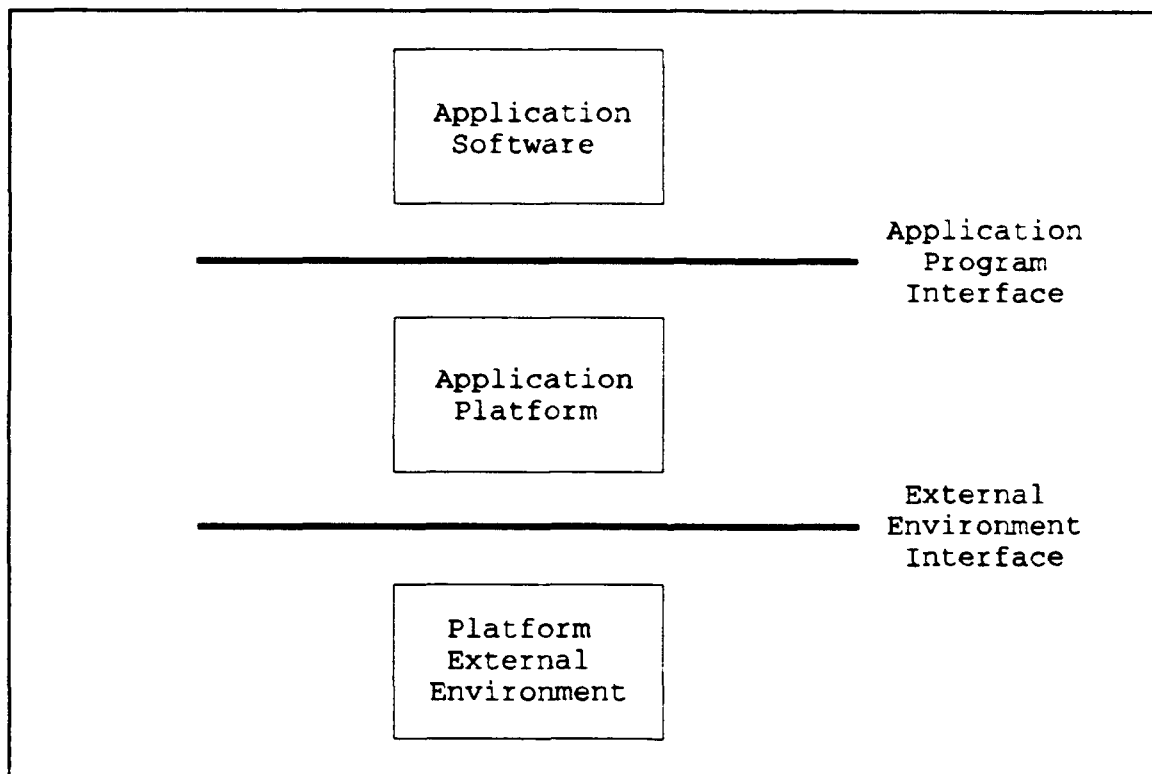 Application
Software
Application
Program
Interface
Application
Platform
External
Environment
Interface
Platform
External
Environment